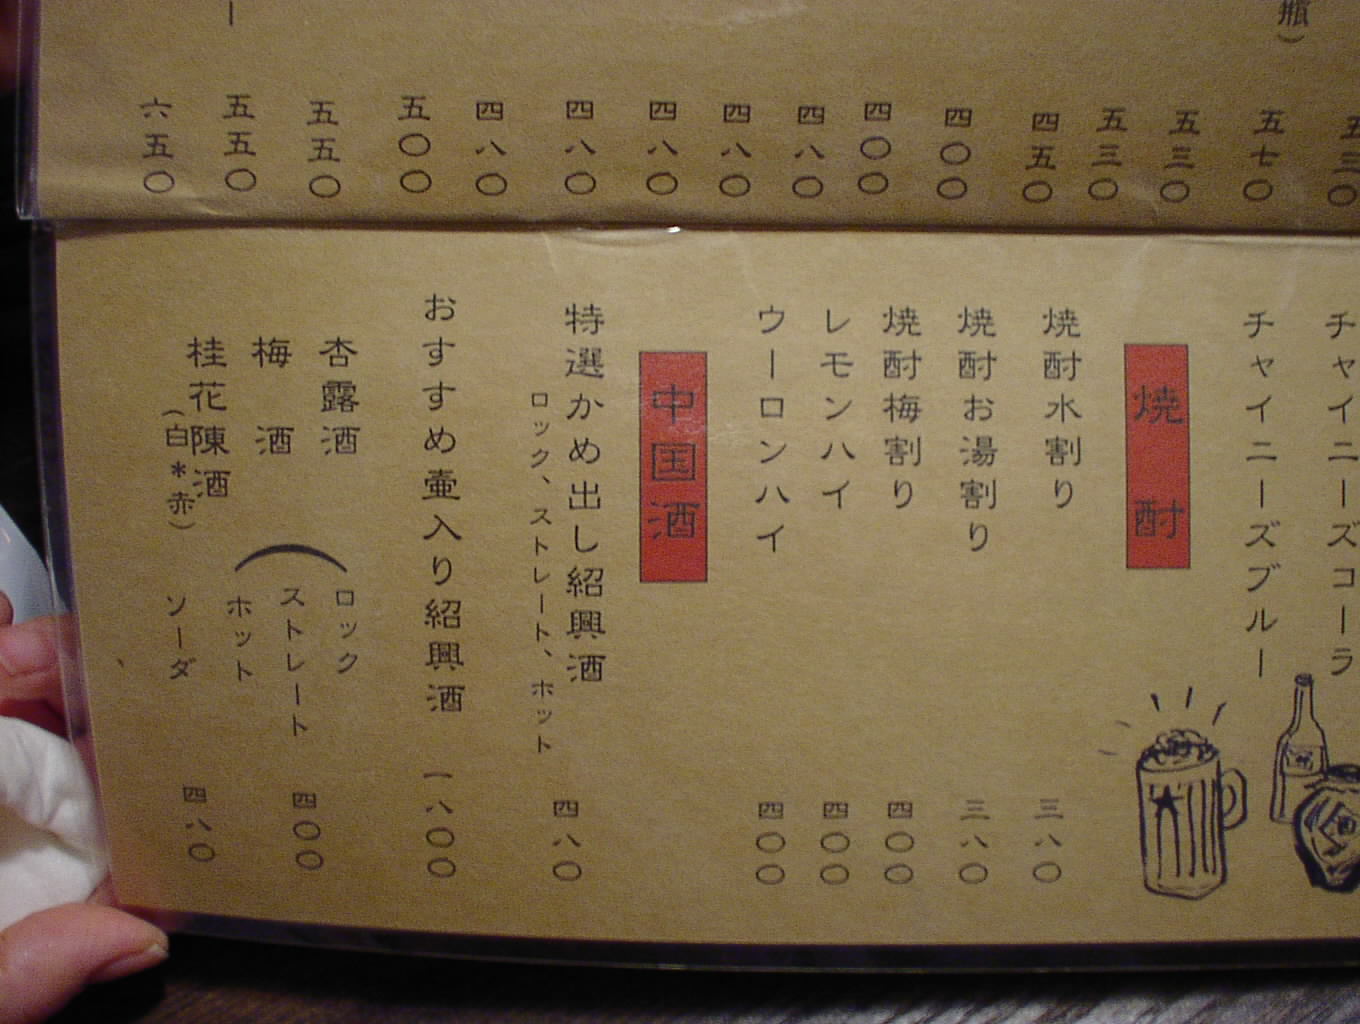 瓶）
五三〇
五七〇
五三〇
五三〇
四五〇
四〇〇
四〇〇
四八〇
四八〇
四八〇
四八〇
四八〇
五〇〇
五五〇
五五〇
六五〇
チャイニーズコーラ
チャイニーズブルー
焼酎
焼酎水割り 三八〇
焼酎お湯割り 三八〇
焼酎梅割り 四〇〇
レモンハイ 四〇〇
ウーロンハイ 四〇〇
中国酒
特選かめ出し紹興酒 四八〇
ロック、ストレート、ホット
おすすめ壷入り紹興酒 一八〇〇
杏露酒
梅酒
桂花陳酒
（白＊赤）
ロック
ストレート
ホット
四〇〇
ソーダ 四八〇